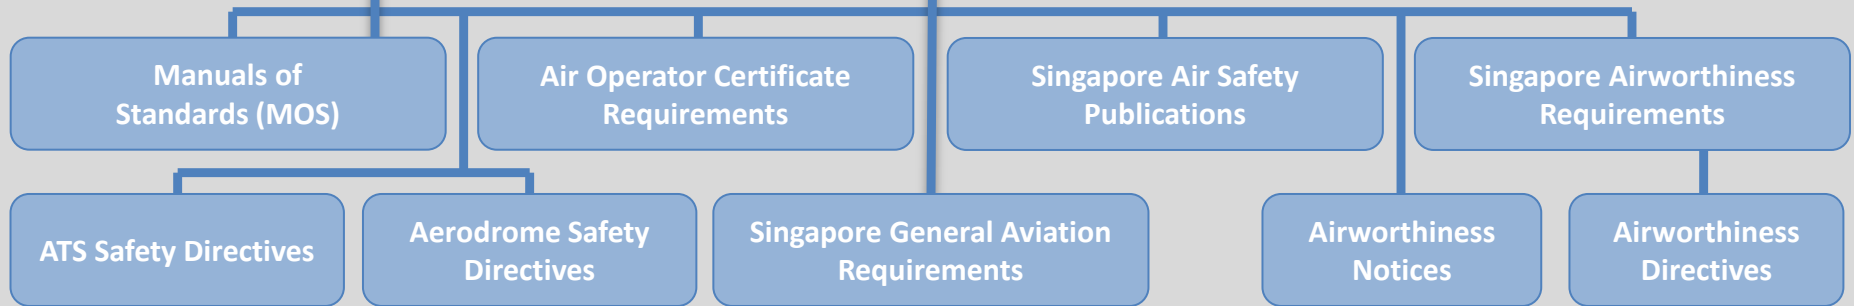 Manuals of
Standards (MOS)
Air Operator Certificate
Requirements
Singapore Air Safety
Publications
Singapore Airworthiness
Requirements
ATS Safety Directives
Aerodrome Safety
Directives
Singapore General Aviation
Requirements
Airworthiness
Notices
Airworthiness
Directives